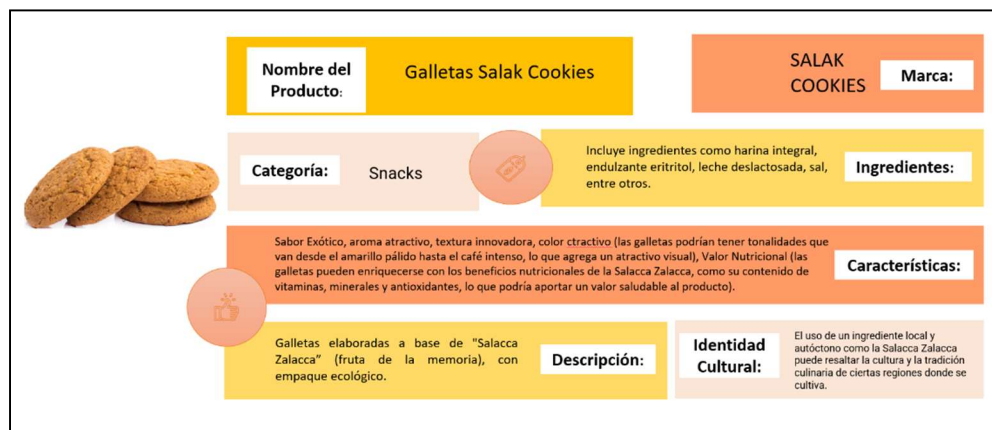 Nombre del
Producto:
Galletas Salak Cookies
SALAK
COOKIES
Marca:
Categoría:
Snacks
Incluye ingredientes como harina integral,
endulzante eritritol, leche deslactosada, sal,
entre otros.
Ingredientes:
Sabor Exótico, aroma atractivo, textura innovadora, color ctractivo (las galletas podrían tener tonalidades que
van desde el amarillo pálido hasta el café intenso, lo que agrega un atractivo visual), Valor Nutricional (las
galletas pueden enriquecerse con los beneficios nutricionales de la Salacca Zalacca, como su contenido de
vitaminas, minerales y antioxidantes, lo que podría aportar un valor saludable al producto).
Características:
Galletas elaboradas a base de "Salacca
Zalacca” (fruta de la memoria), con
empaque ecológico.
Descripción:
Identidad
Cultural:
El uso de un ingrediente local y
autóctono como la Salacca Zalacca
puede resaltar la cultura y la tradición
culinaria de ciertas regiones donde se
cultiva.